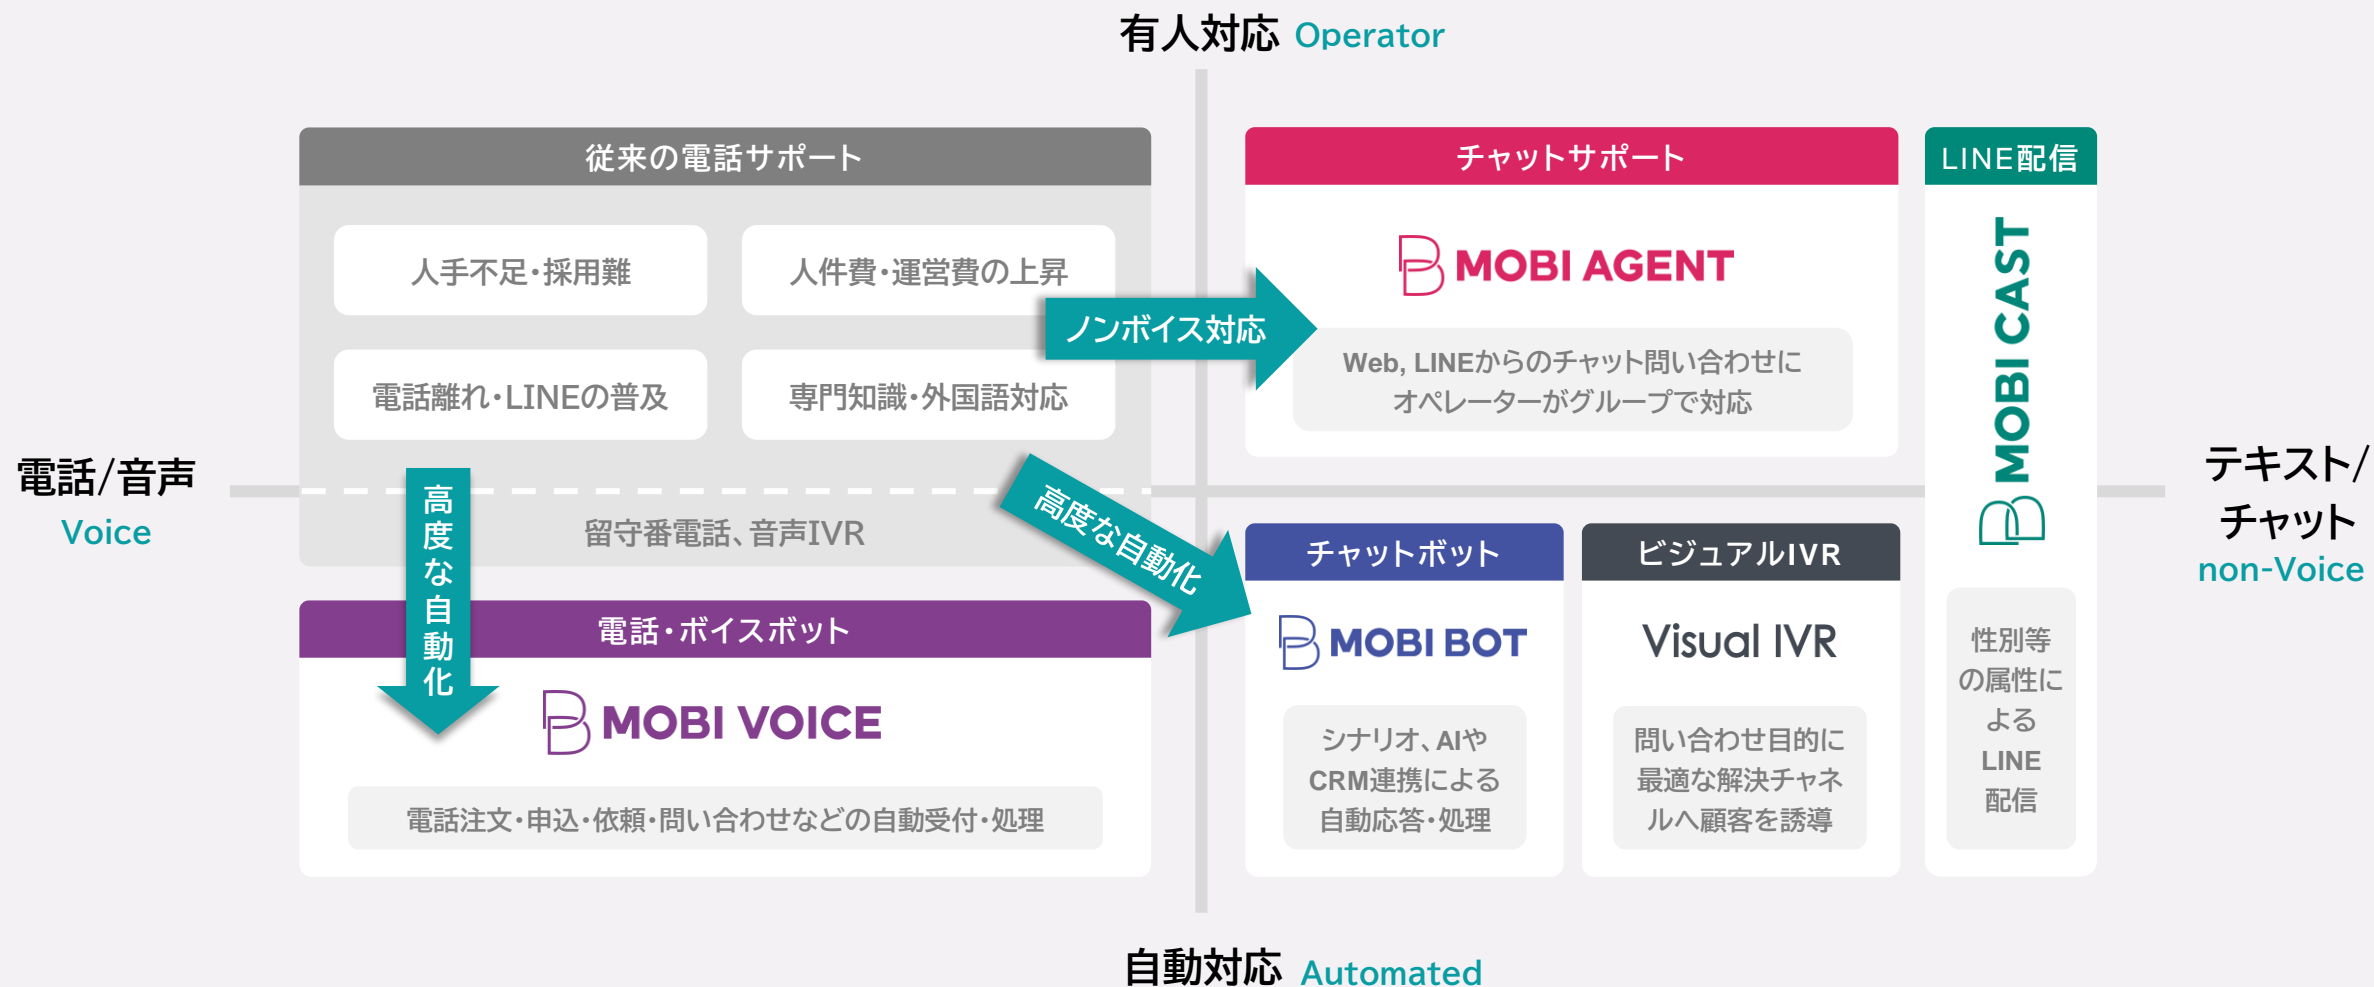 有人対応 Operator
従来の電話サポート
人手不足・採用難
人件費・運営費の上昇
電話離れ・LINEの普及
専門知識・外国語対応
留守番電話、音声IVR
ノンボイス対応
高度な自動化
高度な自動化
チャットサポート
MOBI AGENT
Web, LINEからのチャット問い合わせに
オペレーターがグループで対応
LINE配信
MOBI CAST
性別等
の属性に
よる
LINE
配信
電話/音声
Voice
テキスト/
チャット
non-Voice
電話・ボイスボット
MOBI VOICE
電話注文・申込・依頼・問い合わせなどの自動受付・処理
チャットボット
MOBI BOT
シナリオ、AIや
CRM連携による
自動応答・処理
ビジュアルIVR
Visual IVR
問い合わせ目的に
最適な解決チャネ
ルへ顧客を誘導
自動対応 Automated